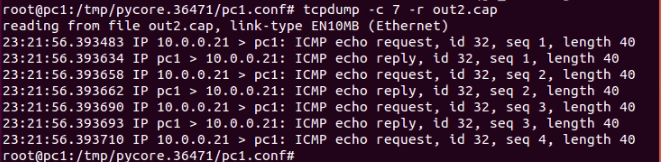 root@pc1:/tmp/pycore.36471/pc1.conf# tcpdump -c 7 -r out2.cap
reading from file out2.cap, link-type EN10MB (Ethernet)
23:21:56.393483 IP 10.0.0.21 > pc1: ICMP echo request, id 32, seq 1, length 40
23:21:56.393634 IP pc1 > 10.0.0.21: ICMP echo reply, id 32, seq 1, length 40
23:21:56.393658 IP 10.0.0.21 > pc1: ICMP echo request, id 32, seq 2, length 40
23:21:56.393662 IP pc1 > 10.0.0.21: ICMP echo reply, id 32, seq 2, length 40
23:21:56.393690 IP 10.0.0.21 > pc1: ICMP echo request, id 32, seq 3, length 40
23:21:56.393693 IP pc1 > 10.0.0.21: ICMP echo reply, id 32, seq 3, length 40
23:21:56.393710 IP 10.0.0.21 > pc1: ICMP echo request, id 32, seq 4, length 40
root@pc1:/tmp/pycore.36471/pc1.conf#